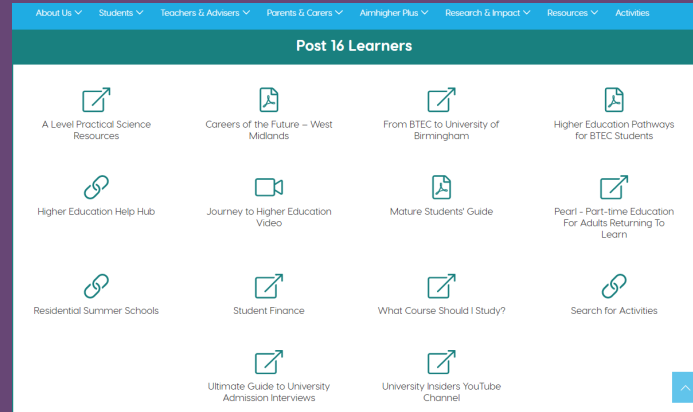 About Us Students Teachers & Advisers Parents & Carers Aimhigher Plus Research & Impact Resources Activities
Post 16 Learners
A Level Practical Science
Resources
Careers of the Future – West
Midlands
From BTEC to University of
Birmingham
Higher Education Pathways
for BTEC Students
Higher Education Help Hub
Journey to Higher Education
Video
Mature Students' Guide
Pearl - Part-time Education
For Adults Returning To
Learn
Residential Summer Schools
Student Finance
What Course Should I Study?
Search for Activities
Ultimate Guide to University
Admission Interviews
University Insiders YouTube
Channel